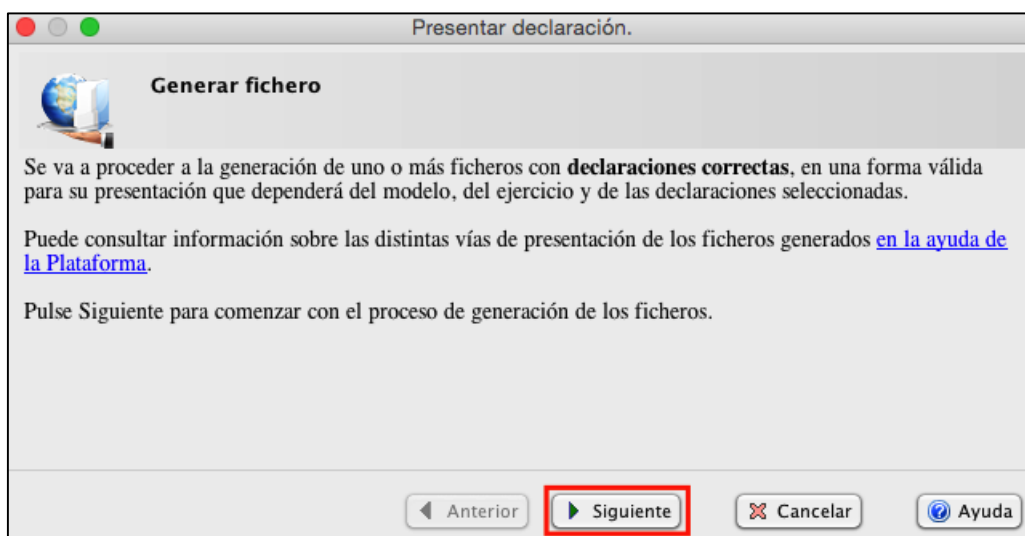 Presentar declaración.
Generar fichero
Se va a proceder a la generación de uno o más ficheros con declaraciones correctas, en una forma válida
para su presentación que dependerá del modelo, del ejercicio y de las declaraciones seleccionadas.
Puede consultar información sobre las distintas vías de presentación de los ficheros generados en la ayuda de
la Plataforma.
Pulse Siguiente para comenzar con el proceso de generación de los ficheros.
Anterior Siguiente Cancelar Ayuda